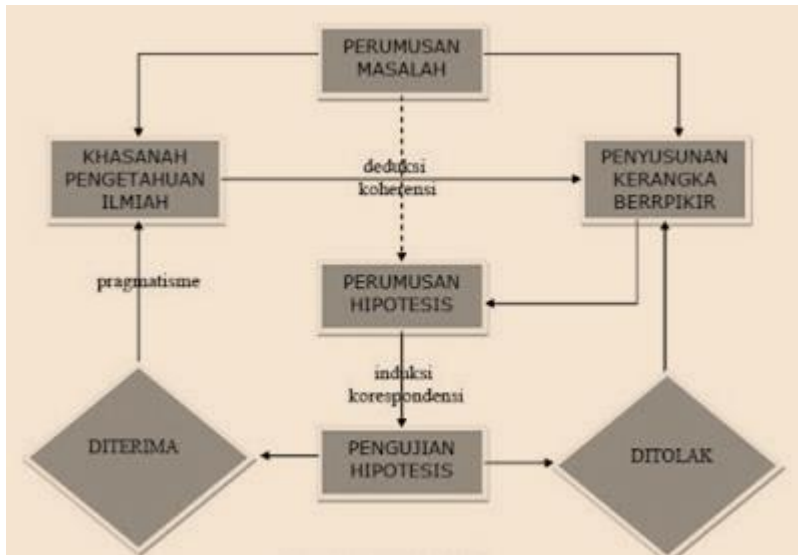 PERUMUSAN
MASALAH
KHASANAH
PENGETAHUAN
ILMIAH
deduksi
koherensi
PENYUSUNAN
KERANGKA
BERRPIKIR
pragmatisme
PERUMUSAN
HIPOTESIS
induksi
korespondensi
DITERIMA
PENGUJIAN
HIPOTESIS
DITOLAK